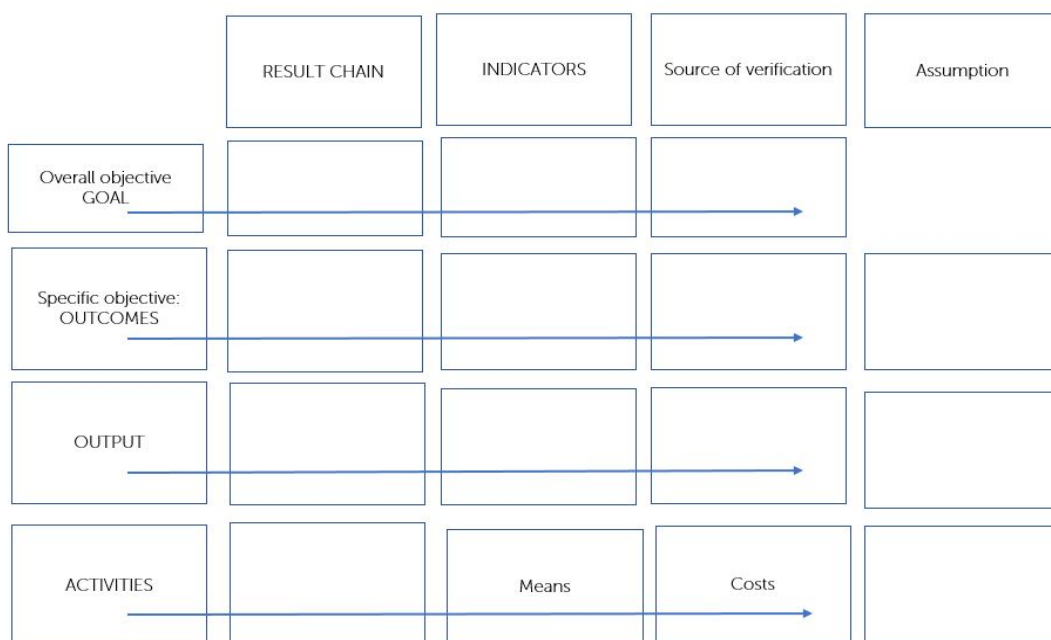 RESULT CHAIN
INDICATORS
Source of verification
Assumption
Overall objective
GOAL
Specific objective:
OUTCOMES
OUTPUT
ACTIVITIES
Means
Costs